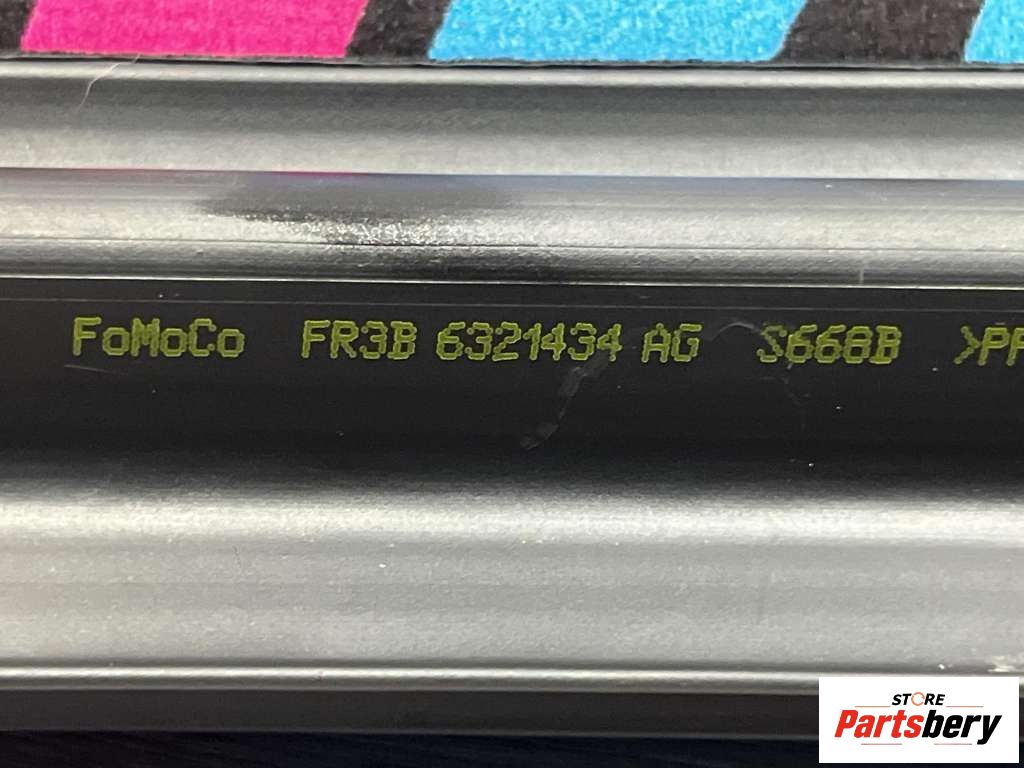 FoMoCo FR3B 6321434 AG S668B
STORE
Partsbery